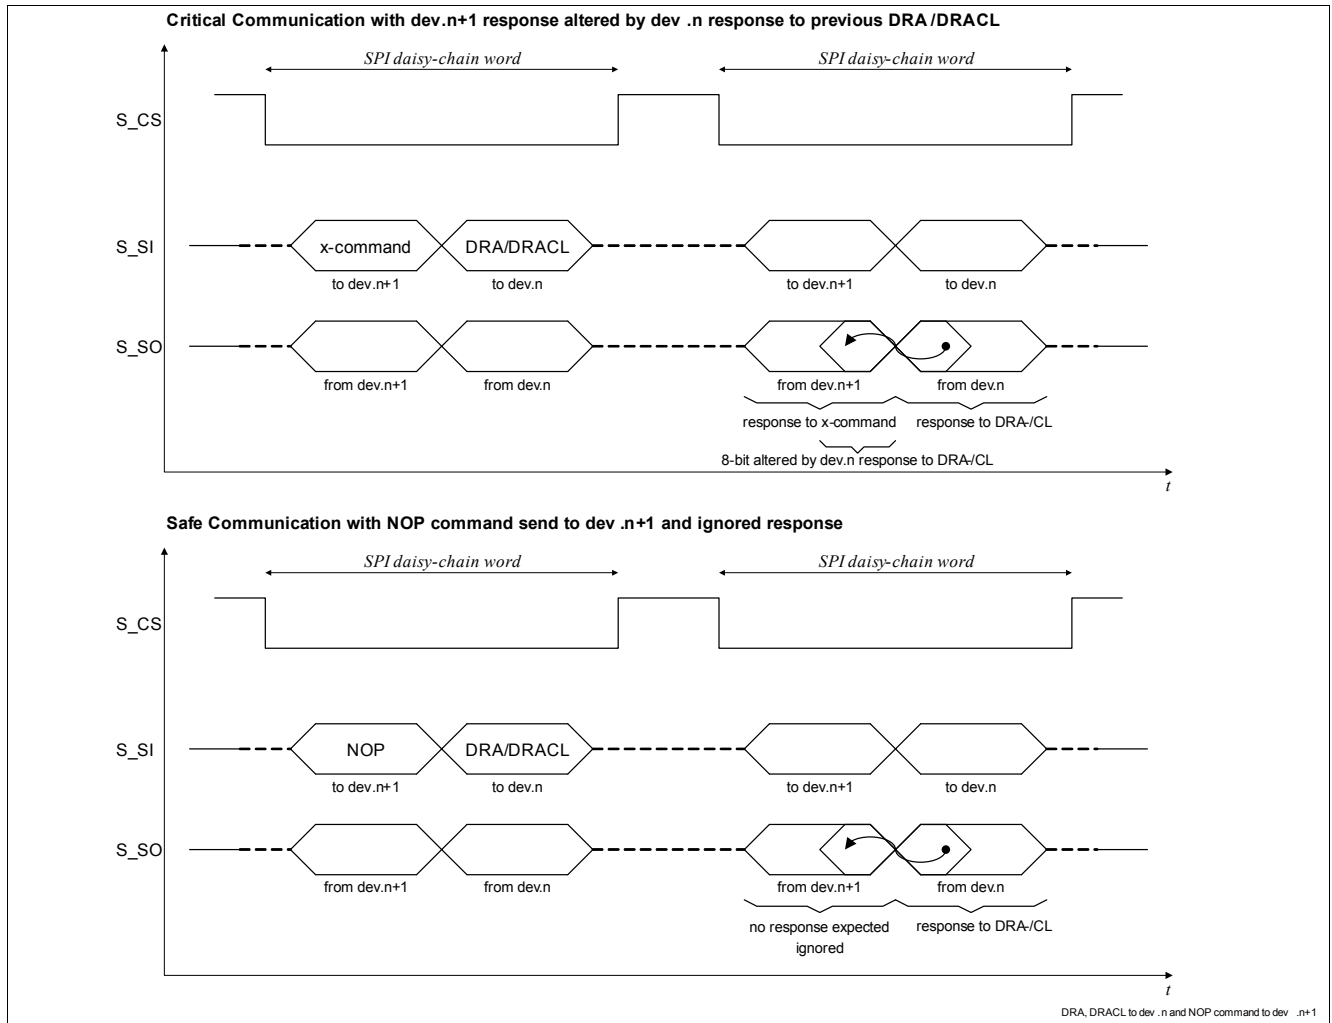 Critical Communication with dev.n+1 response altered by dev .n response to previous DRA /DRACL
SPI daisy-chain word SPI daisy-chain word
S_CS
S_SI x-command DRA/DRACL
to dev.n+1 to dev.n to dev.n+1 to dev.n
S_SO
from dev.n+1 from dev.n from dev.n+1 from dev.n
response to x-command response to DRA-/CL
8-bit altered by dev.n response to DRA-/CL
t
Safe Communication with NOP command send to dev .n+1 and ignored response
SPI daisy-chain word SPI daisy-chain word
S_CS
S_SI NOP DRA/DRACL
to dev.n+1 to dev.n to dev.n+1 to dev.n
S_SO
from dev.n+1 from dev.n from dev.n+1 from dev.n
no response expected response to DRA-/CL
ignored
t
DRA, DRACL to dev .n and NOP command to dev .n+1